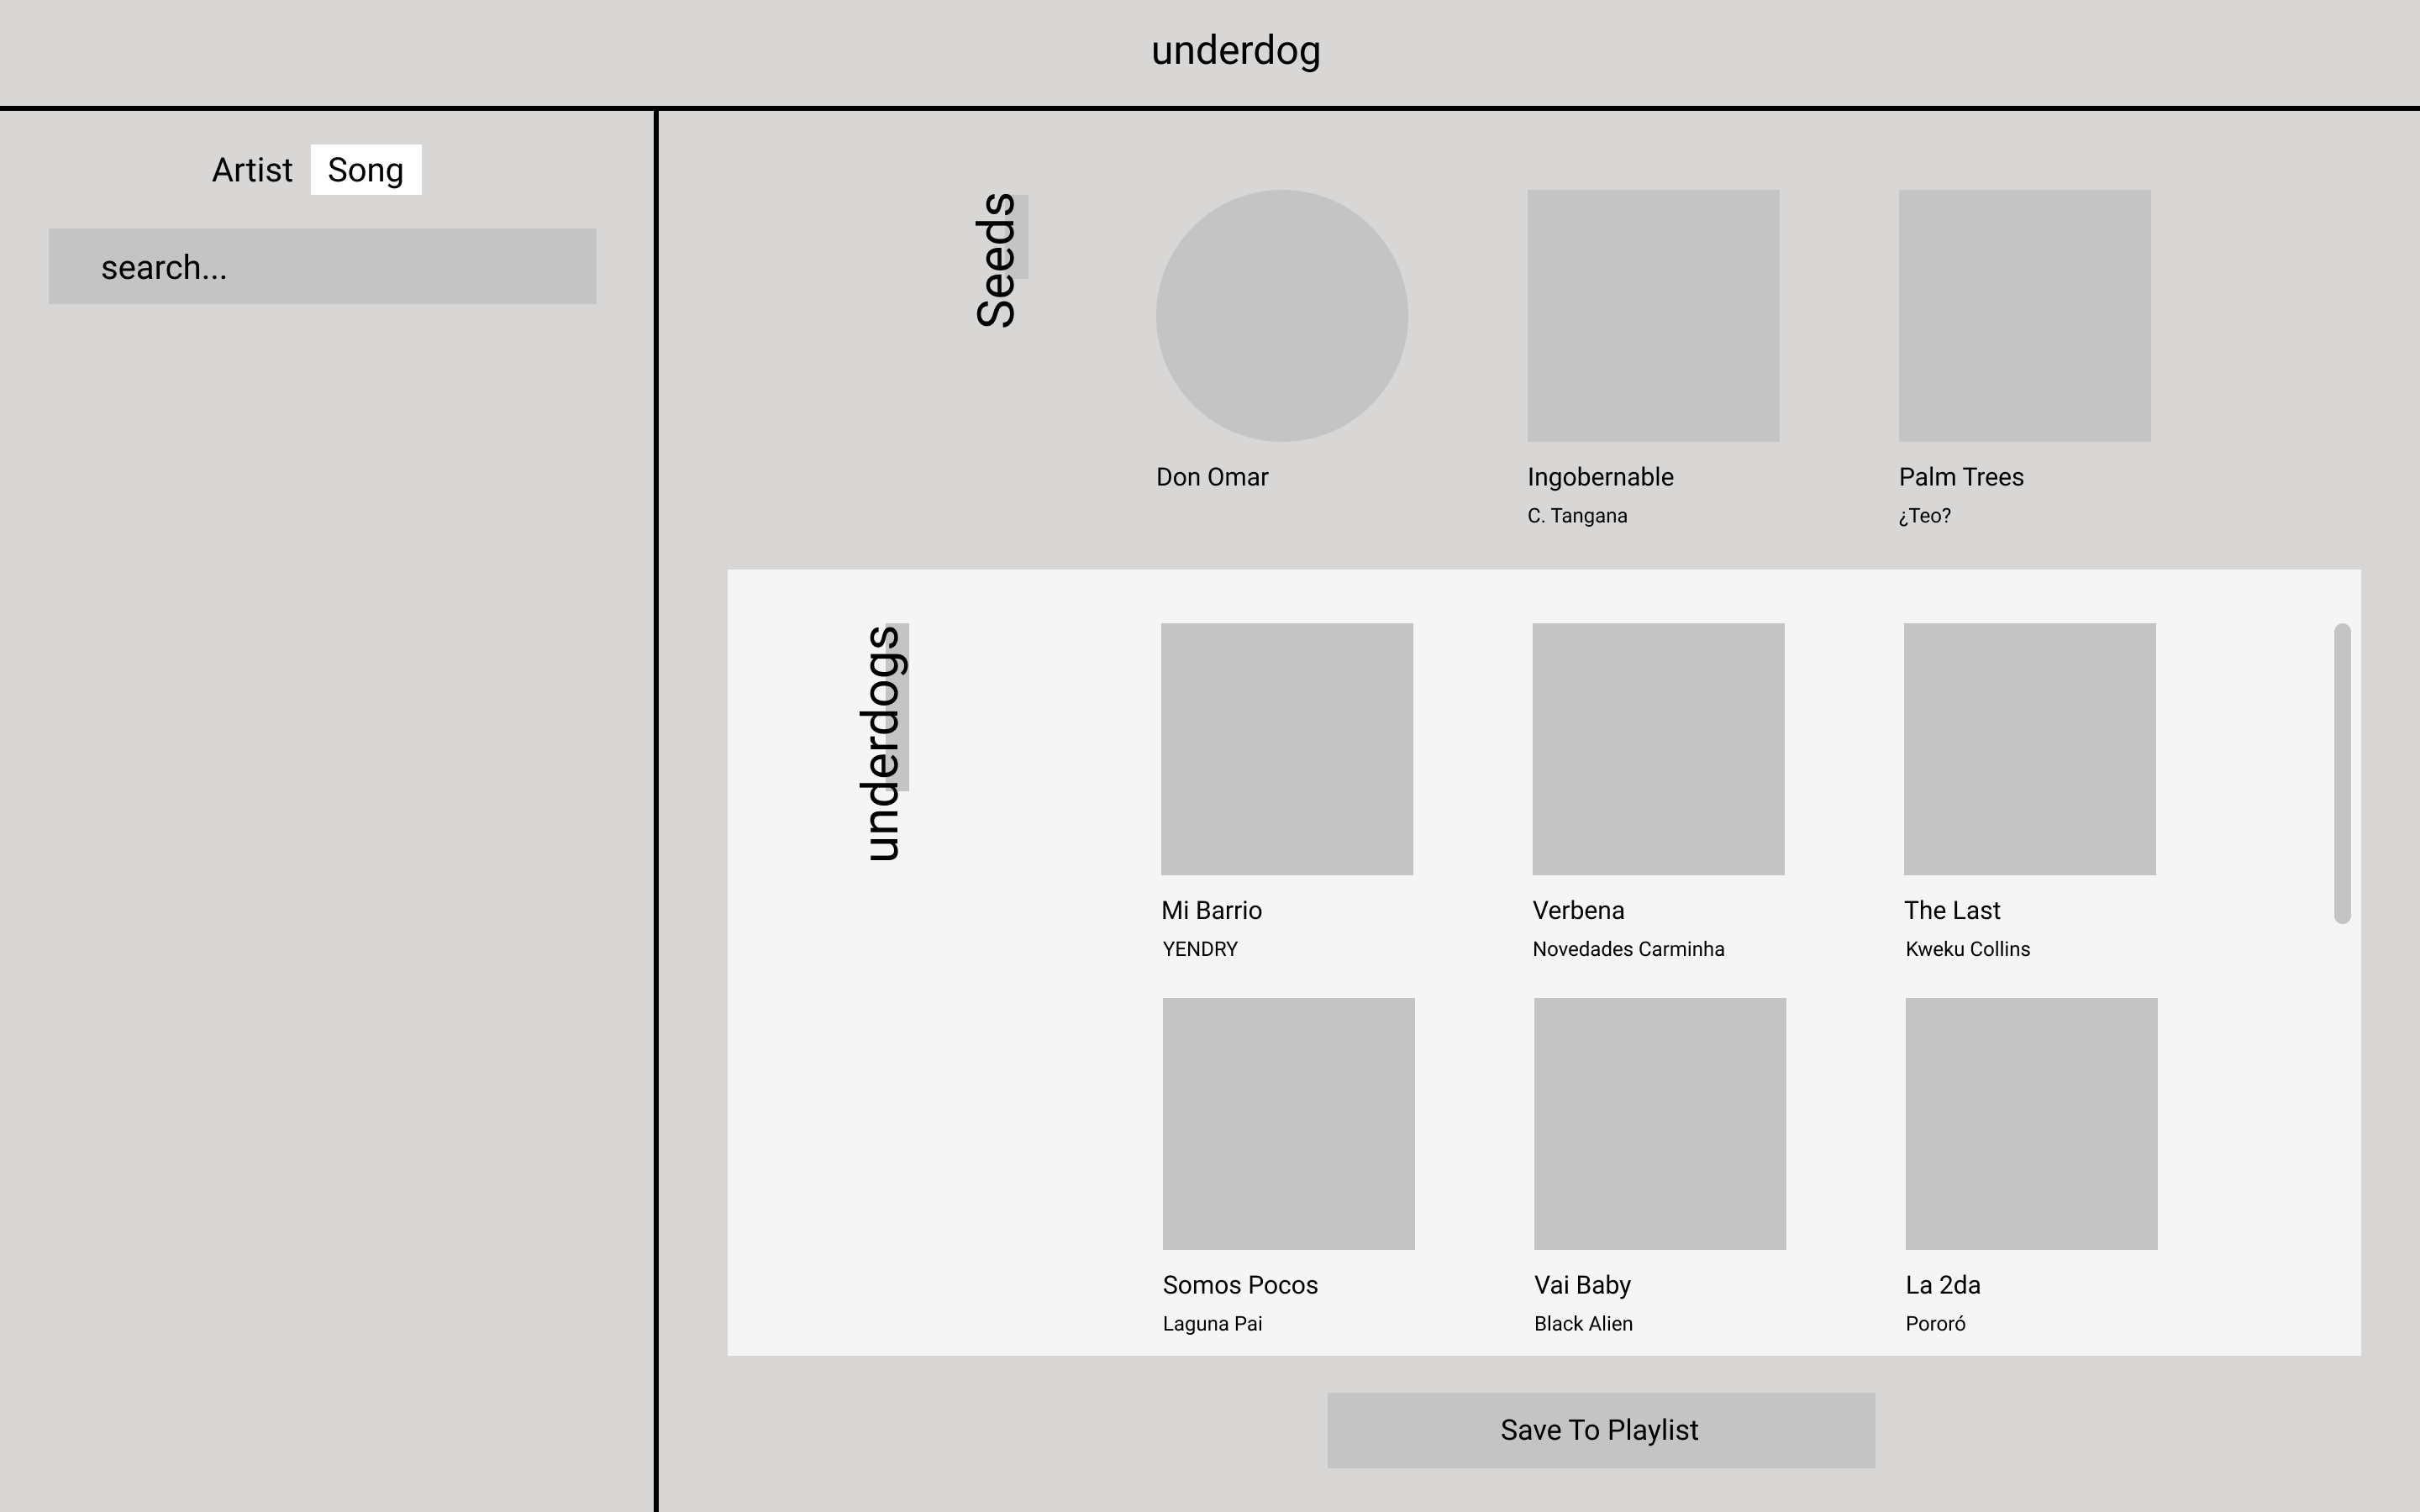 underdog
Artist
Song
search...
Seeds
Don Omar
Ingobernable
C. Tangana
Palm Trees
¿Teo?
underdogs
Mi Barrio
YENDRY
Verbena
Novedades Carminha
The Last
Kweku Collins
Somos Pocos
Laguna Pai
Vai Baby
Black Alien
La 2da
Pororó
Save To Playlist